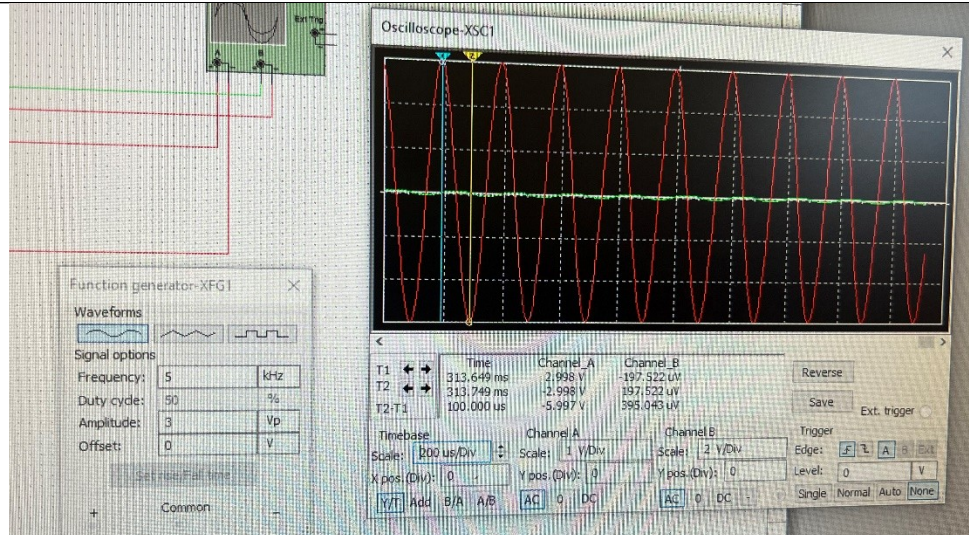 Ext Trig
A B
Oscilloscope-XSC1
1 2
Function generator-XFG1
Waveforms
Signal options
Frequency: 5 kHz
Duty cycle: 50 %
Amplitude: 3 Vp
Offset: 0 V
Set rise/Fall time
+ Common -
Time Channel_A Channel_B
T1 313.649 ms 2.998 V -197.522 uV
T2 313.749 ms -2.998 V 197.522 uV
T2-T1 100.000 us -5.997 V 395.043 uV
Reverse
Save
Ext. trigger
Timebase
Scale: 200 us/Div
X pos.(Div): 0
Y/T Add B/A A/B
Channel A
Scale: 1 V/Div
Y pos.(Div): 0
AC 0 DC
Channel B
Scale: 2 V/Div
Y pos.(Div): 0
AC 0 DC -
Trigger
Edge: A B Ext
Level: 0 V
Single Normal Auto None